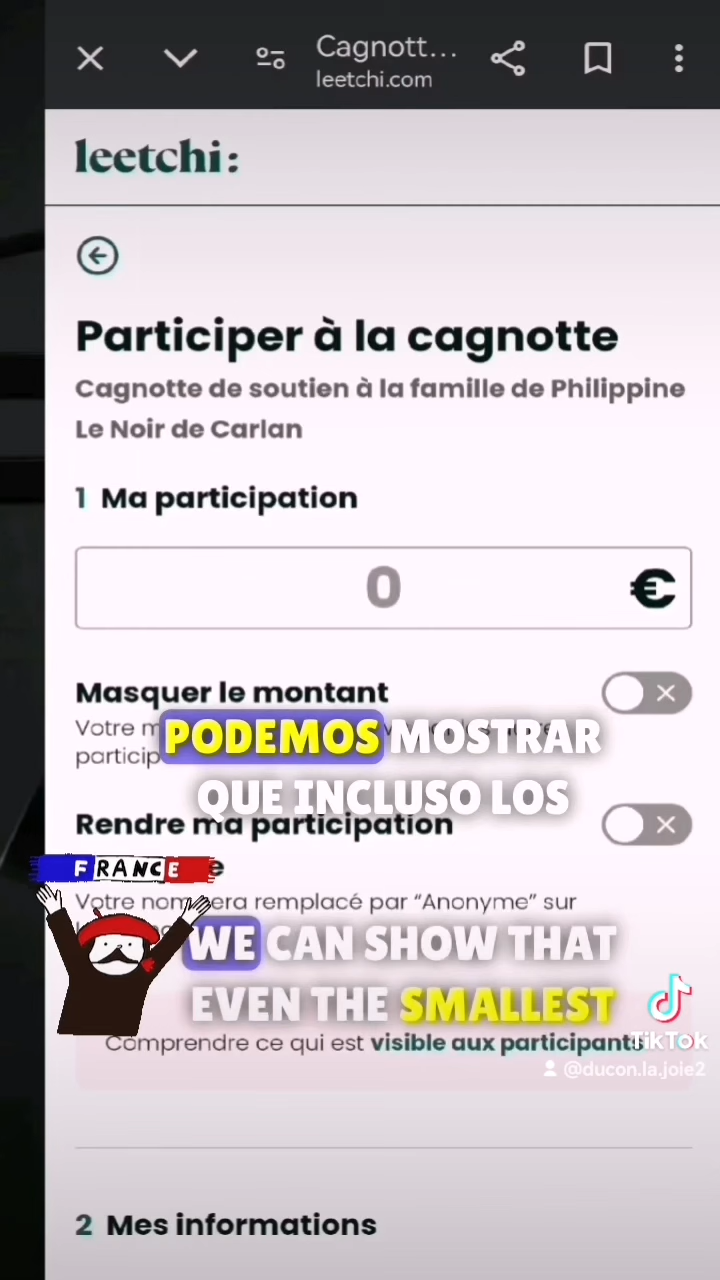 Cagnott...
leetchi.com
leetchi:
Participer à la cagnotte
Cagnotte de soutien à la famille de Philippine
Le Noir de Carlan
1 Ma participation
0 €
Masquer le montant
Votre
particip
PODEMOS MOSTRAR
QUE INCLUSO LOS
Rendre ma participation
FRANCE
Votre nom sera remplacé par “Anonyme” sur
WE CAN SHOW THAT
EVEN THE SMALLEST
Comprendre ce qui est visible aux participants
TikTok
@ducon.la.joie2
2 Mes informations